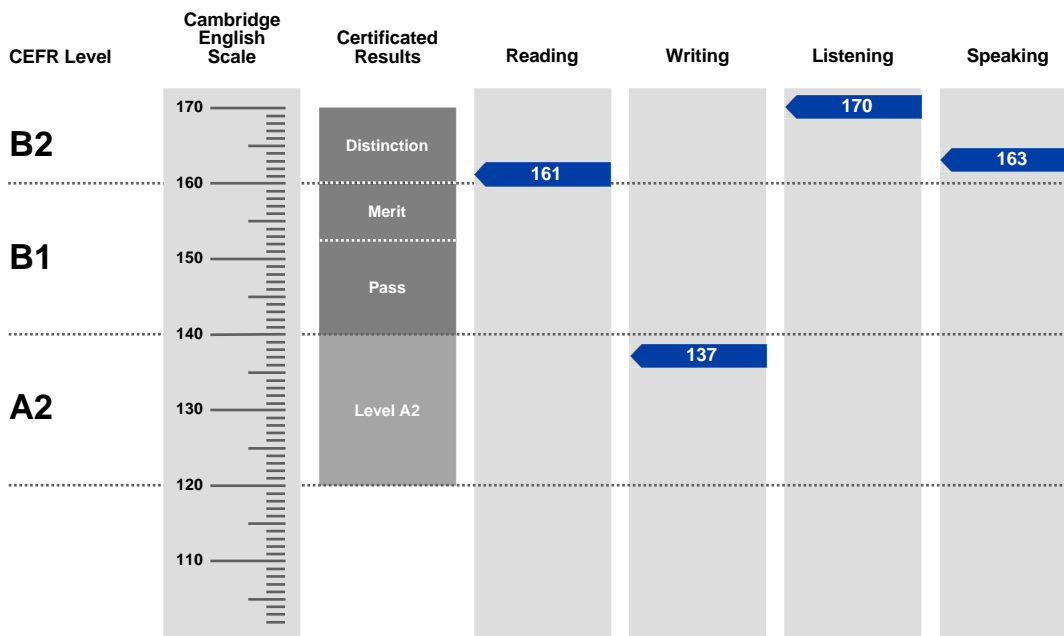 CEFR Level
Cambridge
English
Scale
Certificated
Results
Reading
Writing
Listening
Speaking
170
170
B2
Distinction
163
161
160
Merit
B1
150
Pass
140
137
A2
130
Level A2
120
110